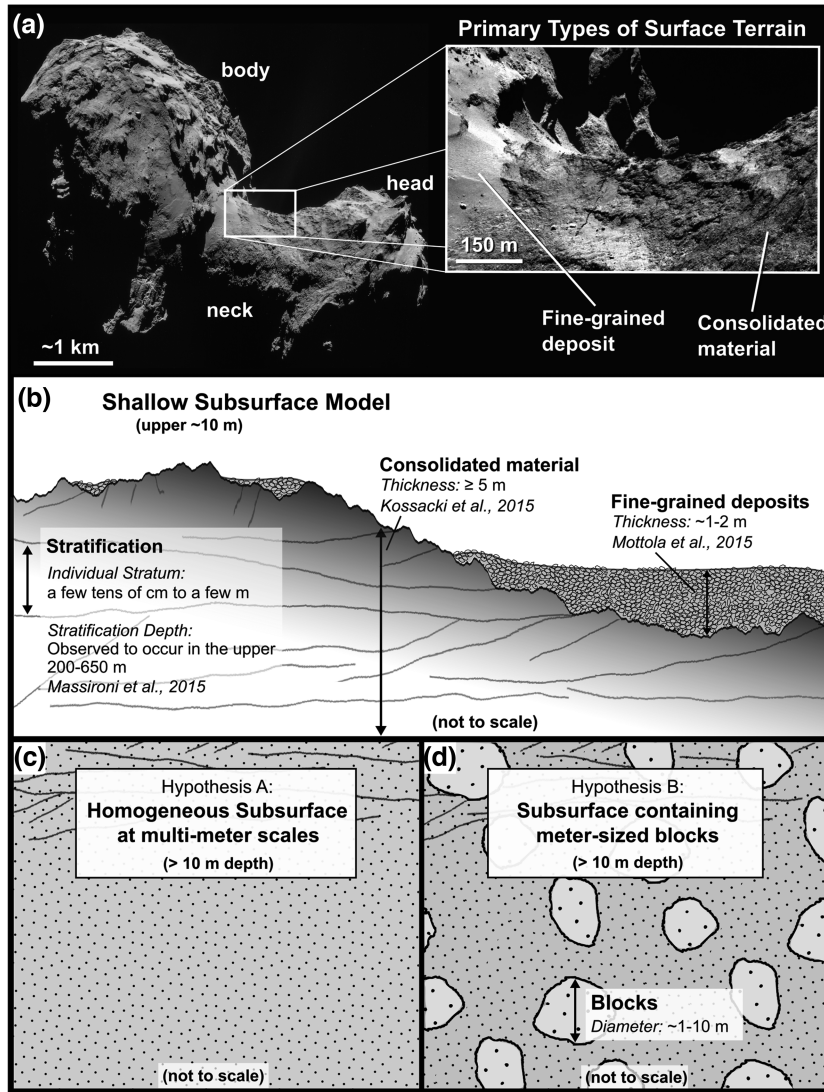 (a)
Primary Types of Surface Terrain
body
head
neck
150 m
~1 km
Fine-grained
deposit
Consolidated
material
(b)
Shallow Subsurface Model
(upper ~10 m)
Consolidated material
Thickness: ≥ 5 m
Kossacki et al., 2015
Fine-grained deposits
Thickness: ~1-2 m
Mottola et al., 2015
Stratification
Individual Stratum:
a few tens of cm to a few m
Stratification Depth:
Observed to occur in the upper
200-650 m
Massironi et al., 2015
(not to scale)
(c)
Hypothesis A:
Homogeneous Subsurface
at multi-meter scales
(> 10 m depth)
(not to scale)
(d)
Hypothesis B:
Subsurface containing
meter-sized blocks
(> 10 m depth)
Blocks
Diameter: ~1-10 m
(not to scale)